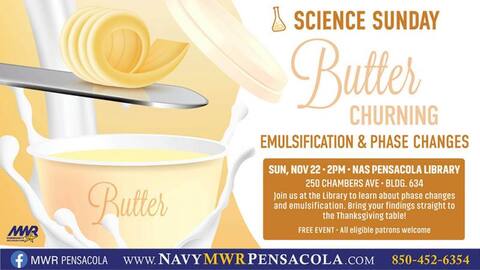 SCIENCE SUNDAY
Butter
CHURNING
EMULSIFICATION & PHASE CHANGES
SUN, NOV 22 • 2PM • NAS PENSACOLA LIBRARY
250 CHAMBERS AVE • BLDG. 634
Join us at the Library to learn about phase changes
and emulsification. Bring your findings straight to
the Thanksgiving table!
FREE EVENT • All eligible patrons welcome
Butter
MWR
MWR PENSACOLA
www.NavyMWRPensacola.com
850-452-6354